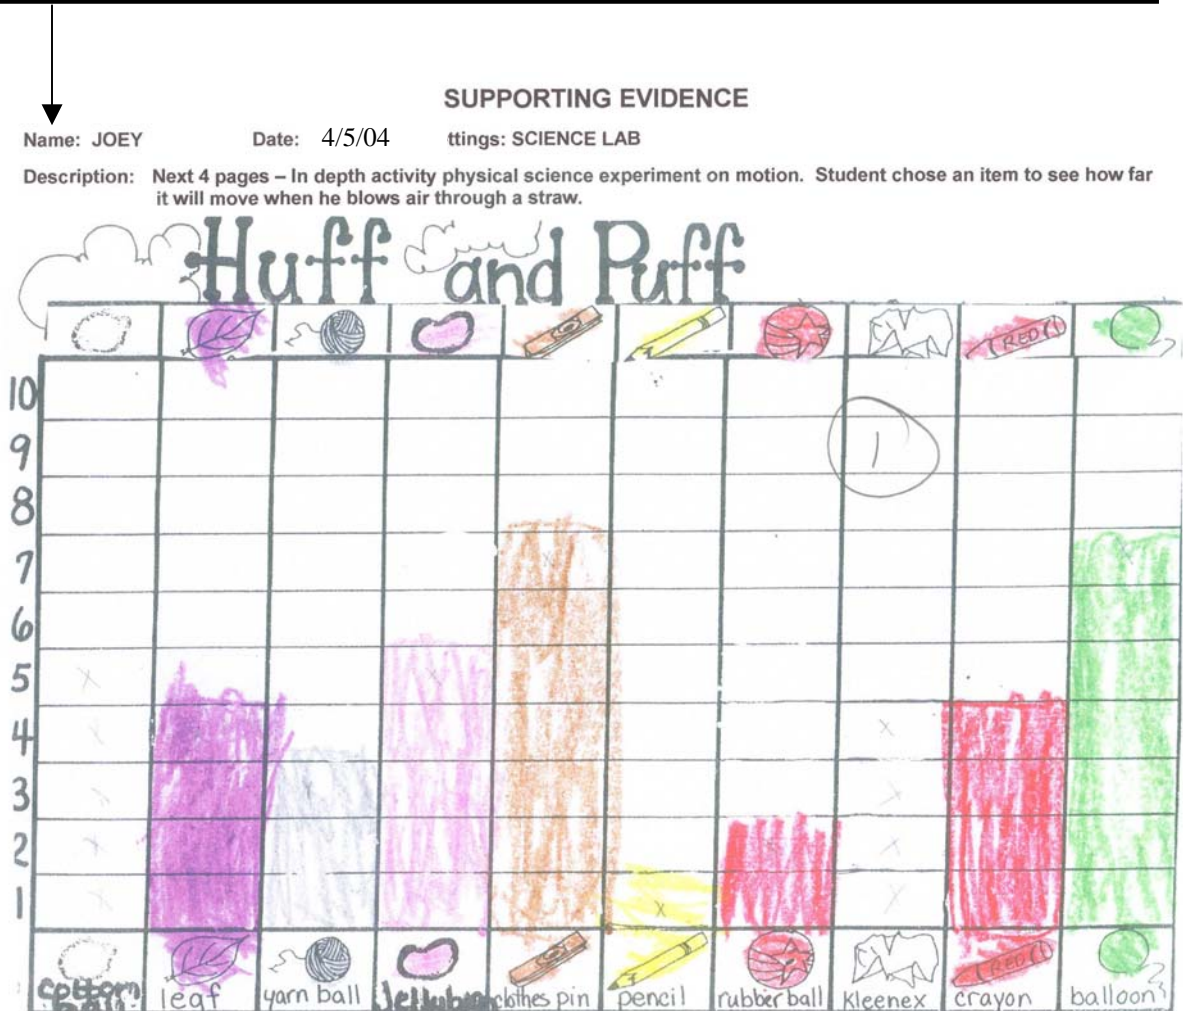 SUPPORTING EVIDENCE
Name: JOEY Date: 4/5/04 ttings: SCIENCE LAB
Description: Next 4 pages – In depth activity physical science experiment on motion. Student chose an item to see how far
it will move when he blows air through a straw.
Huff and Puff
RED
10
9
1
8
7
6
5
4
3
2
1
RED
cottom ball leaf yarn ball Jellybean clothes pin pencil rubber ball kleenex crayon balloon